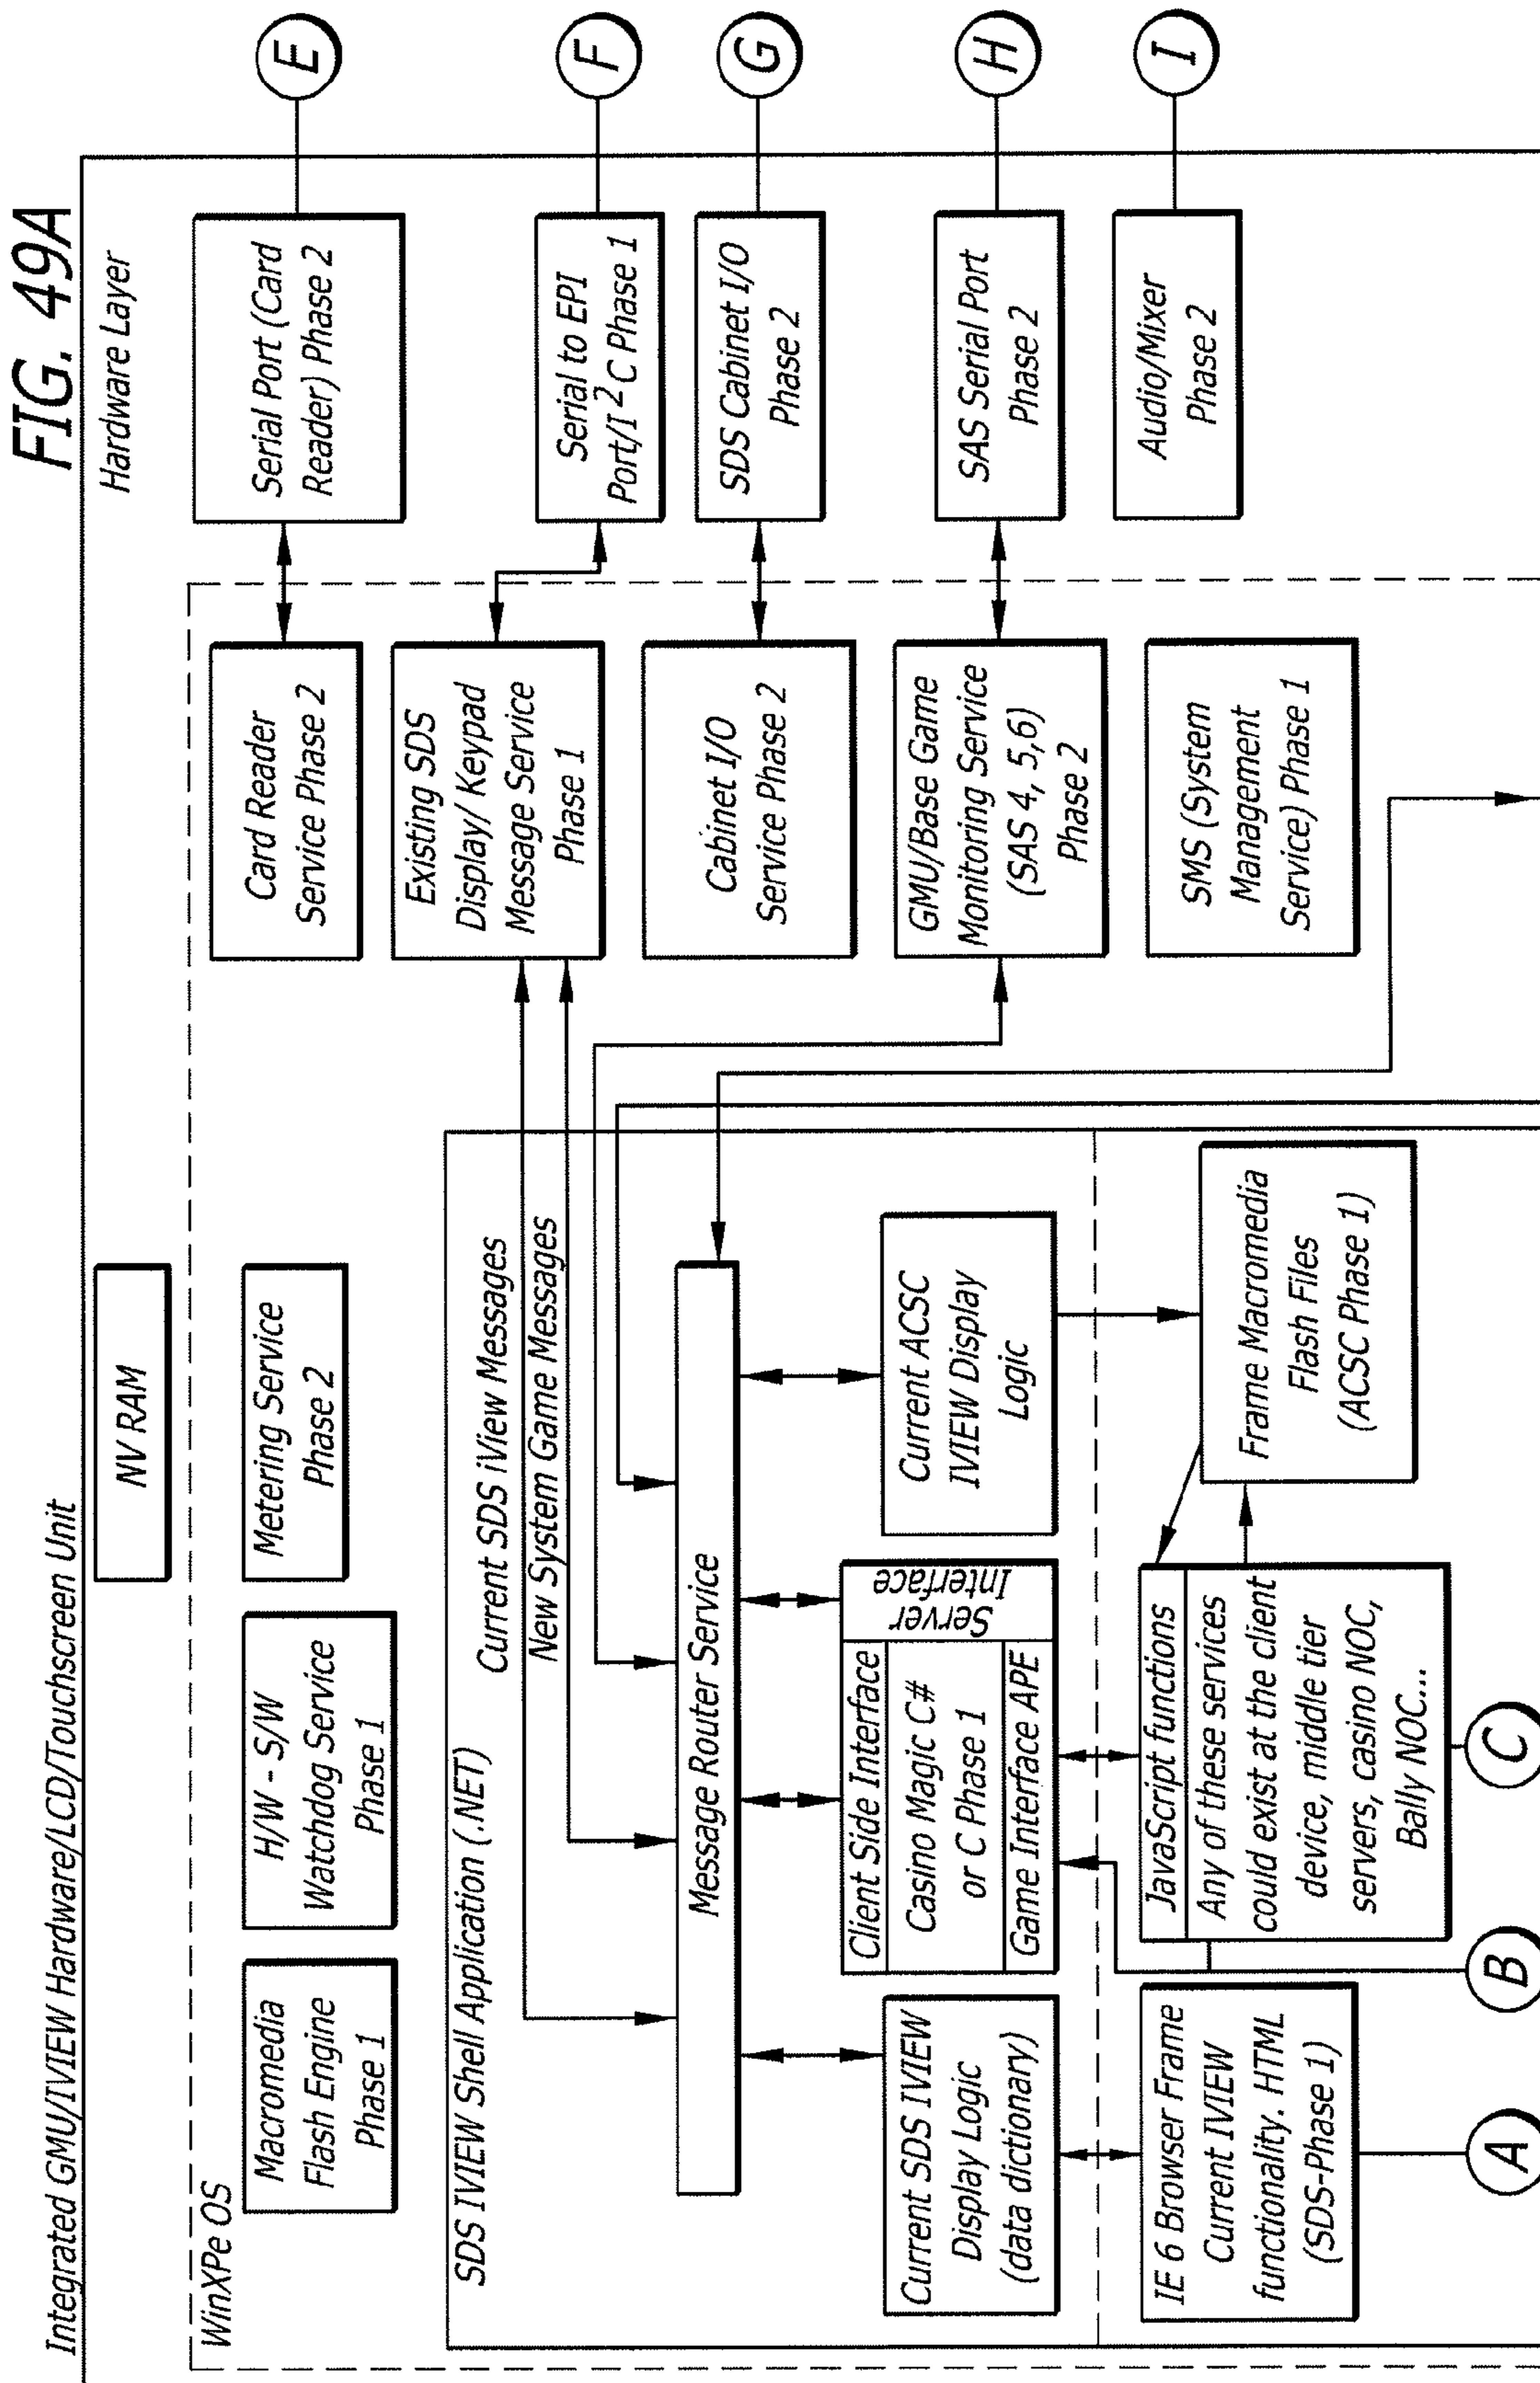 FIG. 49A
Integrated GMU/IVIEW Hardware/LCD/Touchscreen Unit
Hardware Layer
NV RAM
WinXPe OS
Macromedia
Flash Engine
Phase 1
H/W - S/W
Watchdog Service
Phase 1
Metering Service
Phase 2
Card Reader
Service Phase 2
Serial Port (Card
Reader) Phase 2
E
Existing SDS
Display/ Keypad
Message Service
Phase 1
Serial to EPI
Port/I²C Phase 1
F
SDS IVIEW Shell Application (.NET)
Current SDS iView Messages
New System Game Messages
Cabinet I/O
Service Phase 2
SDS Cabinet I/O
Phase 2
G
Message Router Service
GMU/Base Game
Monitoring Service
(SAS 4, 5,6)
Phase 2
SAS Serial Port
Phase 2
H
Current SDS IVIEW
Display Logic
(data dictionary)
Client Side Interface
Casino Magic C#
or C Phase 1
Game Interface APE
Server
Interface
Current ACSC
IVIEW Display
Logic
SMS (System
Management
Service) Phase 1
Audio/Mixer
Phase 2
I
IE 6 Browser Frame
Current IVIEW
functionality. HTML
(SDS-Phase 1)
JavaScript functions
Any of these services
could exist at the client
device, middle tier
servers, casino NOC,
Bally NOC...
Frame Macromedia
Flash Files
(ACSC Phase 1)
A
B
C